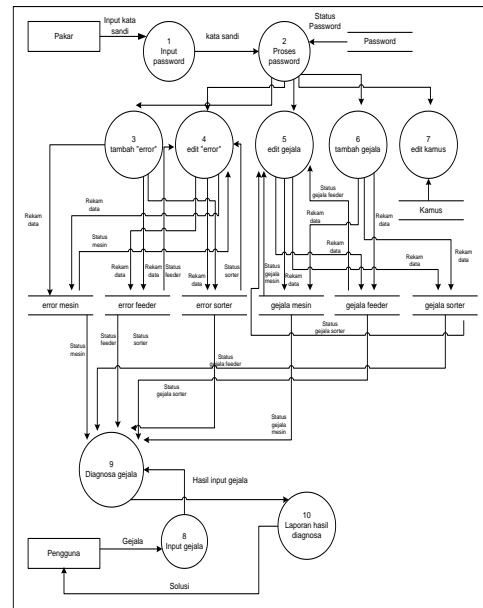 Pakar
Input kata
sandi
1
Input
password
kata sandi
2
Proses
password
Status
Password
Password
3
tambah "error"
4
edit "error"
5
edit gejala
6
tambah gejala
7
edit kamus
Kamus
Rekam
data
Rekam
data
Status
mesin
Rekam
data
Rekam
data
Status
feeder
Rekam
data
Status
sorter
Status
gejala
mesin
Rekam
data
Status
gejala feeder
Rekam
data
Rekam
data
Rekam
data
Rekam
data
error mesin
error feeder
error sorter
gejala mesin
gejala feeder
gejala sorter
Status
gejala sorter
Status
mesin
Status
feeder
Status
sorter
Status
gejala feeder
Status
gejala sorter
Status
gejala
mesin
9
Diagnosa gejala
Hasil input gejala
10
Laporan hasil
diagnosa
8
Input gejala
Pengguna
Gejala
Solusi